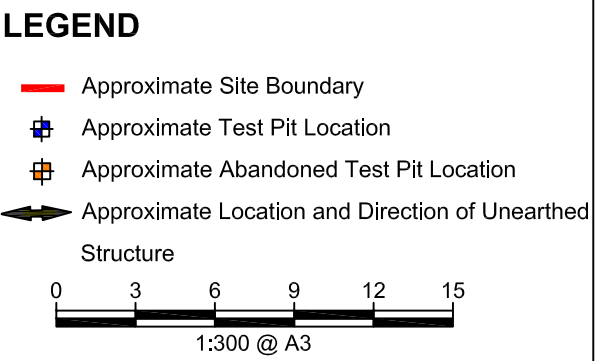 LEGEND
Approximate Site Boundary
Approximate Test Pit Location
Approximate Abandoned Test Pit Location
Approximate Location and Direction of Unearthed
Structure
0 3 6 9 12 15
1:300 @ A3